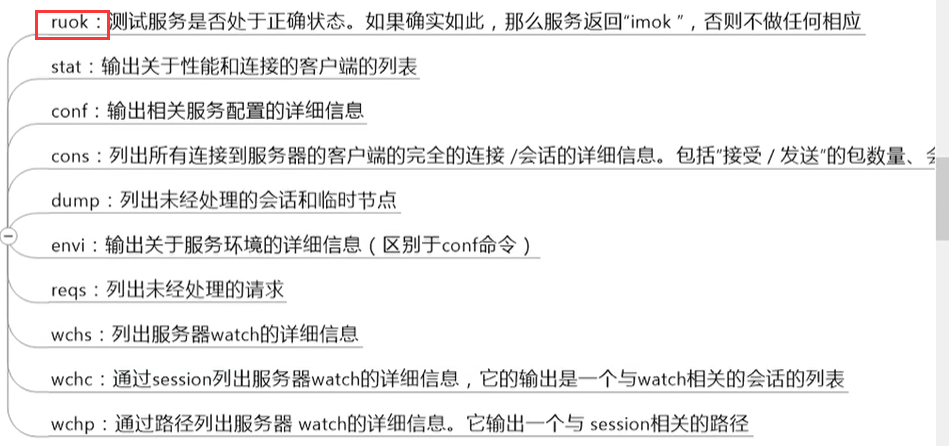 ruok：测试服务是否处于正确状态。如果确实如此，那么服务返回“imok ”，否则不做任何相应
stat：输出关于性能和连接的客户端的列表
conf：输出相关服务配置的详细信息
cons：列出所有连接到服务器的客户端的完全的连接 /会话的详细信息。包括“接受 / 发送”的包数量、
dump：列出未经处理的会话和临时节点
envi：输出关于服务环境的详细信息（区别于conf命令）
reqs：列出未经处理的请求
wchs：列出服务器watch的详细信息
wchc：通过session列出服务器watch的详细信息，它的输出是一个与watch相关的会话的列表
wchp：通过路径列出服务器 watch的详细信息。它输出一个与 session相关的路径